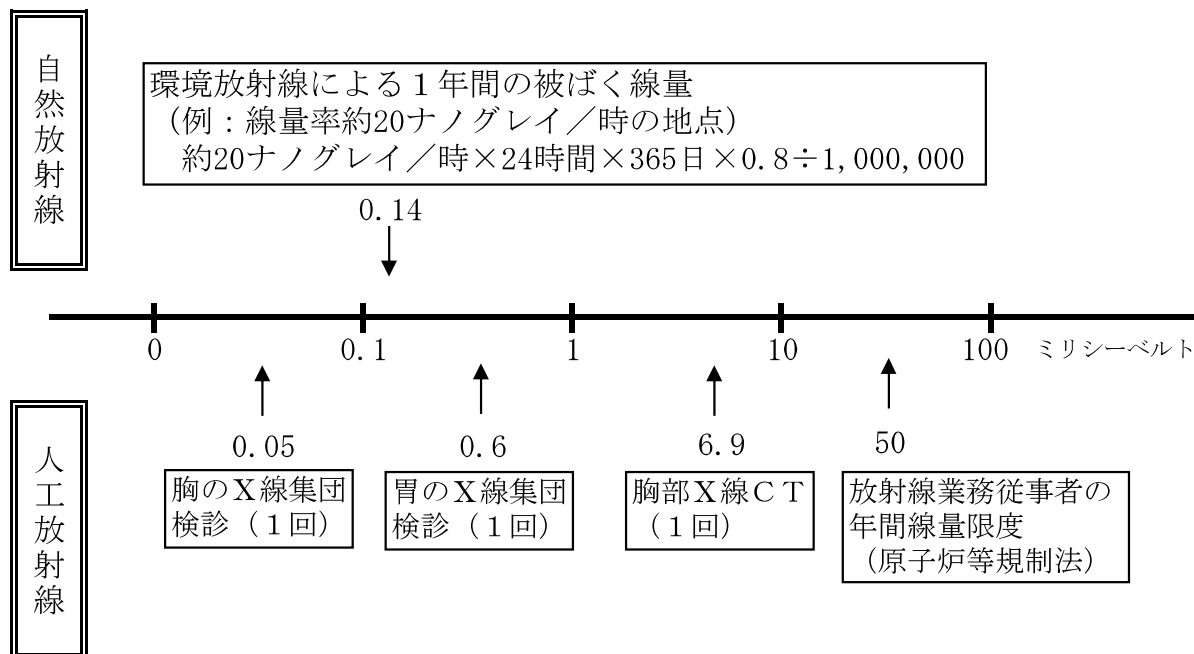 自然放射線
環境放射線による１年間の被ばく線量
（例：線量率約20ナノグレイ／時の地点）
約20ナノグレイ／時×24時間×365日×0.8÷1,000,000
0.14
0 0.1 1 10 100 ミリシーベルト
人工放射線
0.05 0.6 6.9 50
胸のＸ線集団
検診（１回）
胃のＸ線集団
検診（１回）
胸部Ｘ線ＣＴ
（１回）
放射線業務従事者の
年間線量限度
（原子炉等規制法）